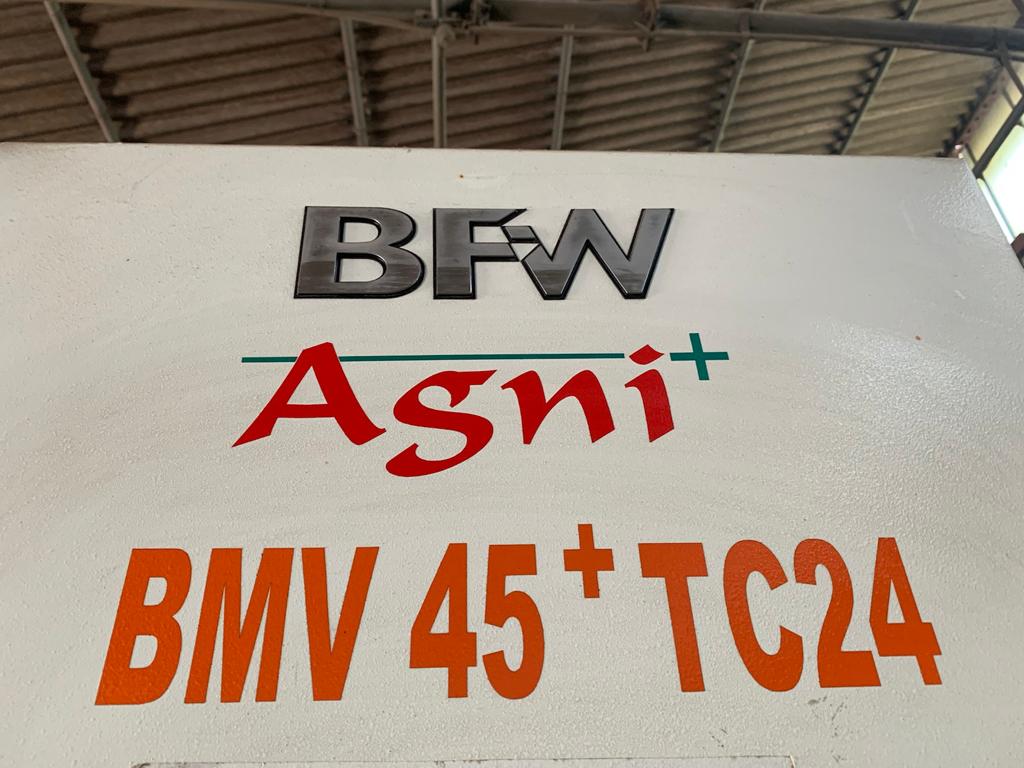 BFW
Agni+
BMV 45+ TC24